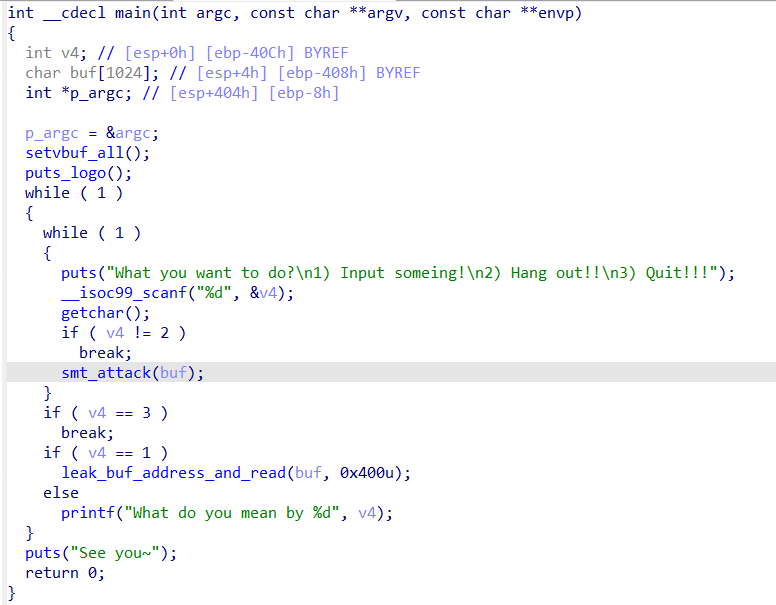 int __cdecl main(int argc, const char **argv, const char **envp)
{
  int v4; // [esp+0h] [ebp-40Ch] BYREF
  char buf[1024]; // [esp+4h] [ebp-408h] BYREF
  int *p_argc; // [esp+404h] [ebp-8h]

  p_argc = &argc;
  setvbuf_all();
  puts_logo();
  while ( 1 )
  {
    while ( 1 )
    {
      puts("What you want to do?\n1) Input someing!\n2) Hang out!!\n3) Quit!!!");
      __isoc99_scanf("%d", &v4);
      getchar();
      if ( v4 != 2 )
        break;
      smt_attack(buf);
    }
    if ( v4 == 3 )
      break;
    if ( v4 == 1 )
      leak_buf_address_and_read(buf, 0x400u);
    else
      printf("What do you mean by %d", v4);
  }
  puts("See you~");
  return 0;
}